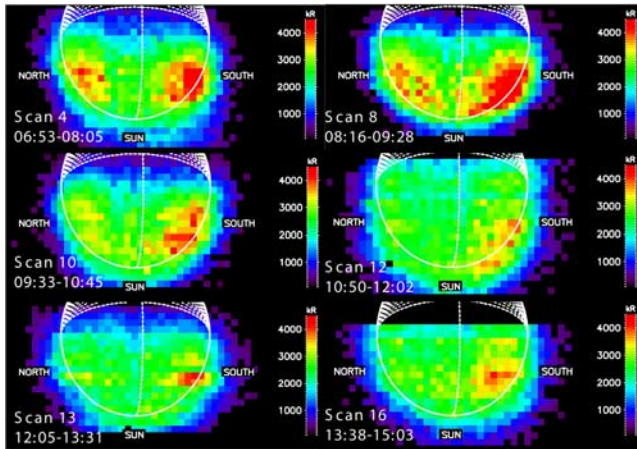 kR
4000
3000
2000
1000
NORTH
SOUTH
Scan 4
06:53-08:05
SUN
kR
4000
3000
2000
1000
NORTH
SOUTH
Scan 8
08:16-09:28
SUN
kR
4000
3000
2000
1000
NORTH
SOUTH
Scan 10
09:33-10:45
SUN
kR
4000
3000
2000
1000
NORTH
SOUTH
Scan 12
10:50-12:02
SUN
kR
4000
3000
2000
1000
NORTH
SOUTH
Scan 13
12:05-13:31
SUN
kR
4000
3000
2000
1000
NORTH
SOUTH
Scan 16
13:38-15:03
SUN